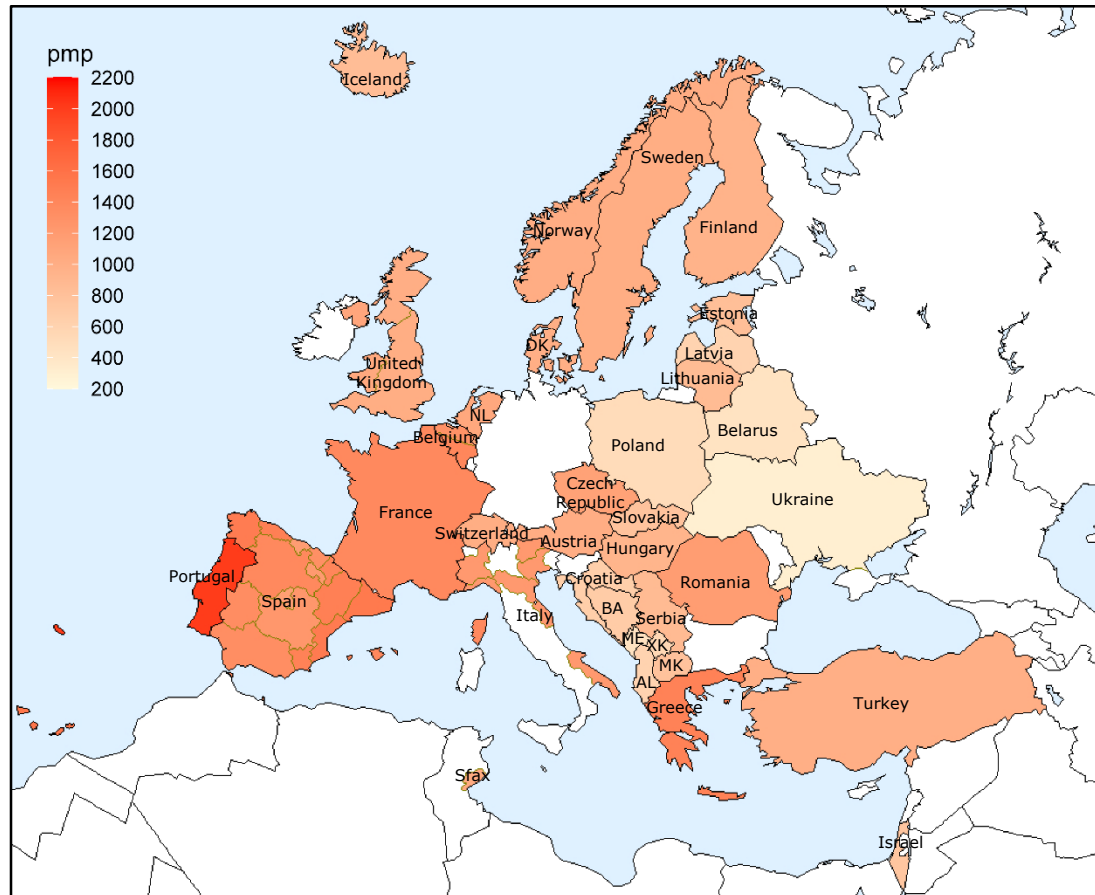 pmp
2200
2000
1800
1600
1400
1200
1000
800
600
400
200
Iceland
Sweden
Norway
Finland
Estonia
DK
Latvia
United
Kingdom
Lithuania
NL
Belgium
Poland
Belarus
Czech
Republic
Ukraine
France
Slovakia
Switzerland
Austria
Hungary
Portugal
Croatia
Romania
Spain
BA
Italy
Serbia
ME
XK
MK
AL
Greece
Turkey
Sfax
Israel